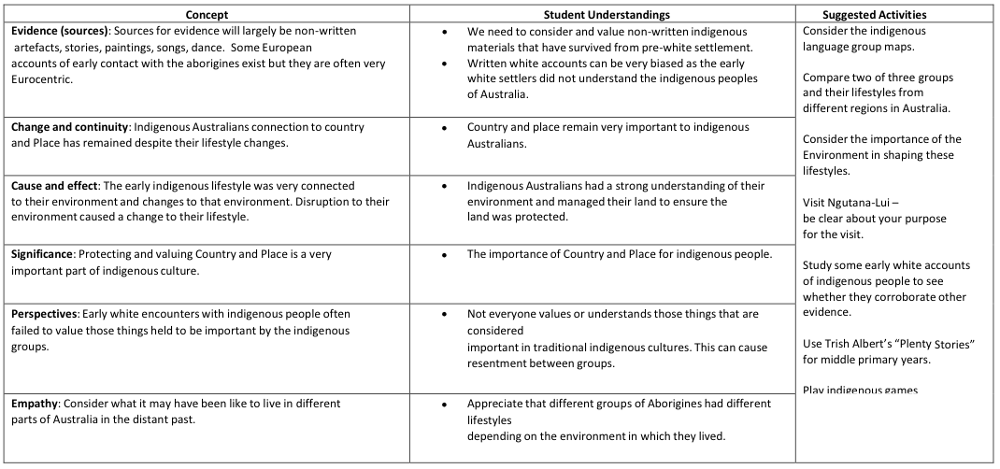 Concept
Student Understandings
Suggested Activities
Evidence (sources): Sources for evidence will largely be non-written
artefacts, stories, paintings, songs, dance.  Some European
accounts of early contact with the aborigines exist but they are often very
Eurocentric.
• We need to consider and value non-written indigenous
materials that have survived from pre-white settlement.
• Written white accounts can be very biased as the early
white settlers did not understand the indigenous peoples
of Australia.
Change and continuity: Indigenous Australians connection to country
and Place has remained despite their lifestyle changes.
• Country and place remain very important to indigenous
Australians.
Cause and effect: The early indigenous lifestyle was very connected
to their environment and changes to that environment. Disruption to their
environment caused a change to their lifestyle.
• Indigenous Australians had a strong understanding of their
environment and managed their land to ensure the
land was protected.
Significance: Protecting and valuing Country and Place is a very
important part of indigenous culture.
• The importance of Country and Place for indigenous people.
Perspectives: Early white encounters with indigenous people often
failed to value those things held to be important by the indigenous
groups.
• Not everyone values or understands those things that are
considered
important in traditional indigenous cultures. This can cause
resentment between groups.
Empathy: Consider what it may have been like to live in different
parts of Australia in the distant past.
• Appreciate that different groups of Aborigines had different
lifestyles
depending on the environment in which they lived.
Consider the indigenous
language group maps.
Compare two of three groups
and their lifestyles from
different regions in Australia.
Consider the importance of the
Environment in shaping these
lifestyles.
Visit Ngutana-Lui –
be clear about your purpose
for the visit.
Study some early white accounts
of indigenous people to see
whether they corroborate other
evidence.
Use Trish Albert’s “Plenty Stories”
for middle primary years.
Play indigenous games